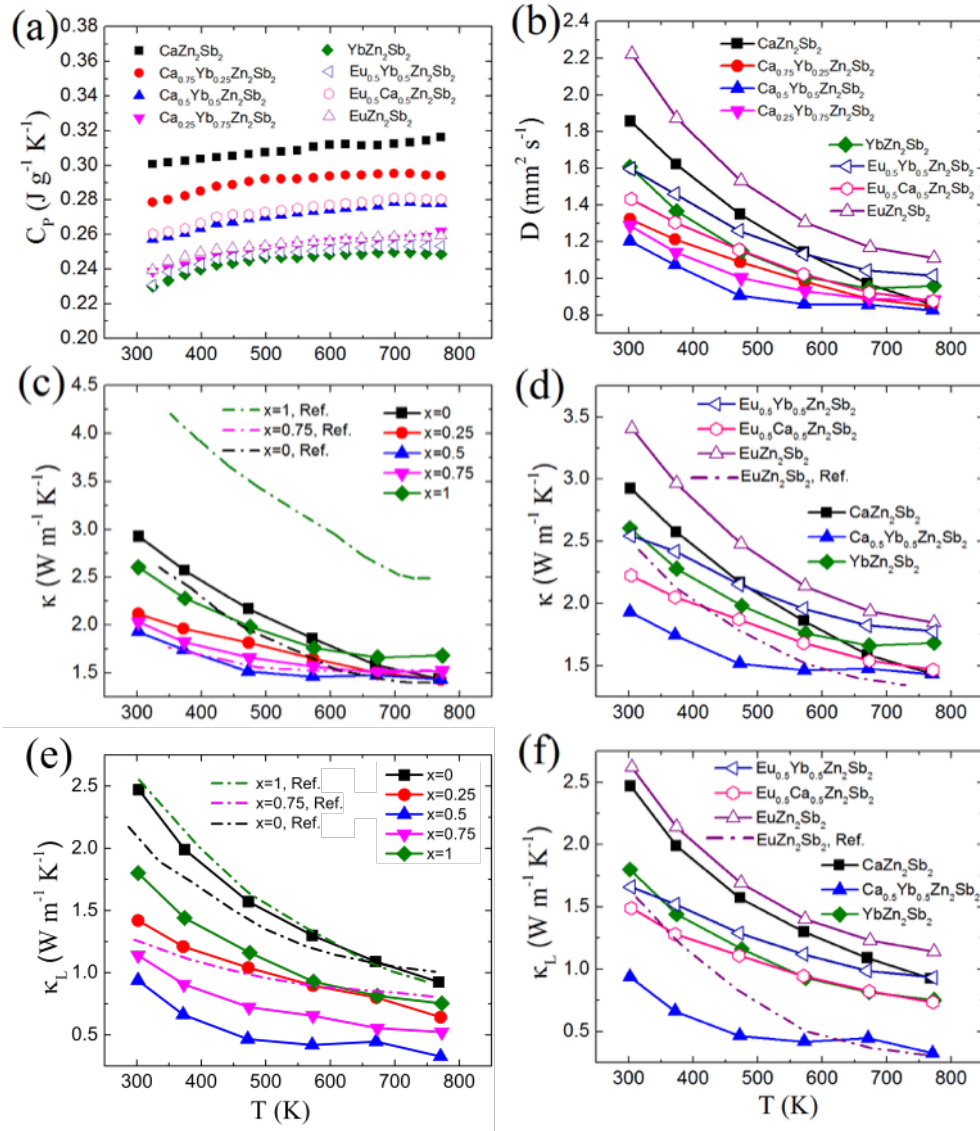 (a)
0.38
0.36
0.34
0.32
0.30
0.28
0.26
0.24
0.22
0.20
C_P (J g⁻¹ K⁻¹)
CaZn₂Sb₂
Ca₀.₇₅Yb₀.₂₅Zn₂Sb₂
Ca₀.₅Yb₀.₅Zn₂Sb₂
Ca₀.₂₅Yb₀.₇₅Zn₂Sb₂
YbZn₂Sb₂
Eu₀.₅Yb₀.₅Zn₂Sb₂
Eu₀.₅Ca₀.₅Zn₂Sb₂
EuZn₂Sb₂
300 400 500 600 700 800
(b)
2.4
2.2
2.0
1.8
1.6
1.4
1.2
1.0
0.8
D (mm² s⁻¹)
CaZn₂Sb₂
Ca₀.₇₅Yb₀.₂₅Zn₂Sb₂
Ca₀.₅Yb₀.₅Zn₂Sb₂
Ca₀.₂₅Yb₀.₇₅Zn₂Sb₂
YbZn₂Sb₂
Eu₀.₅Yb₀.₅Zn₂Sb₂
Eu₀.₅Ca₀.₅Zn₂Sb₂
EuZn₂Sb₂
300 400 500 600 700 800
(c)
4.5
4.0
3.5
3.0
2.5
2.0
1.5
κ (W m⁻¹ K⁻¹)
x=1, Ref.
x=0.75, Ref.
x=0, Ref.
x=0
x=0.25
x=0.5
x=0.75
x=1
300 400 500 600 700 800
(d)
3.5
3.0
2.5
2.0
1.5
κ (W m⁻¹ K⁻¹)
Eu₀.₅Yb₀.₅Zn₂Sb₂
Eu₀.₅Ca₀.₅Zn₂Sb₂
EuZn₂Sb₂
EuZn₂Sb₂, Ref.
CaZn₂Sb₂
Ca₀.₅Yb₀.₅Zn₂Sb₂
YbZn₂Sb₂
300 400 500 600 700 800
(e)
2.5
2.0
1.5
1.0
0.5
κ_L (W m⁻¹ K⁻¹)
x=1, Ref.
x=0.75, Ref.
x=0, Ref.
x=0
x=0.25
x=0.5
x=0.75
x=1
300 400 500 600 700 800
T (K)
(f)
2.5
2.0
1.5
1.0
0.5
κ_L (W m⁻¹ K⁻¹)
Eu₀.₅Yb₀.₅Zn₂Sb₂
Eu₀.₅Ca₀.₅Zn₂Sb₂
EuZn₂Sb₂
EuZn₂Sb₂, Ref.
CaZn₂Sb₂
Ca₀.₅Yb₀.₅Zn₂Sb₂
YbZn₂Sb₂
300 400 500 600 700 800
T (K)